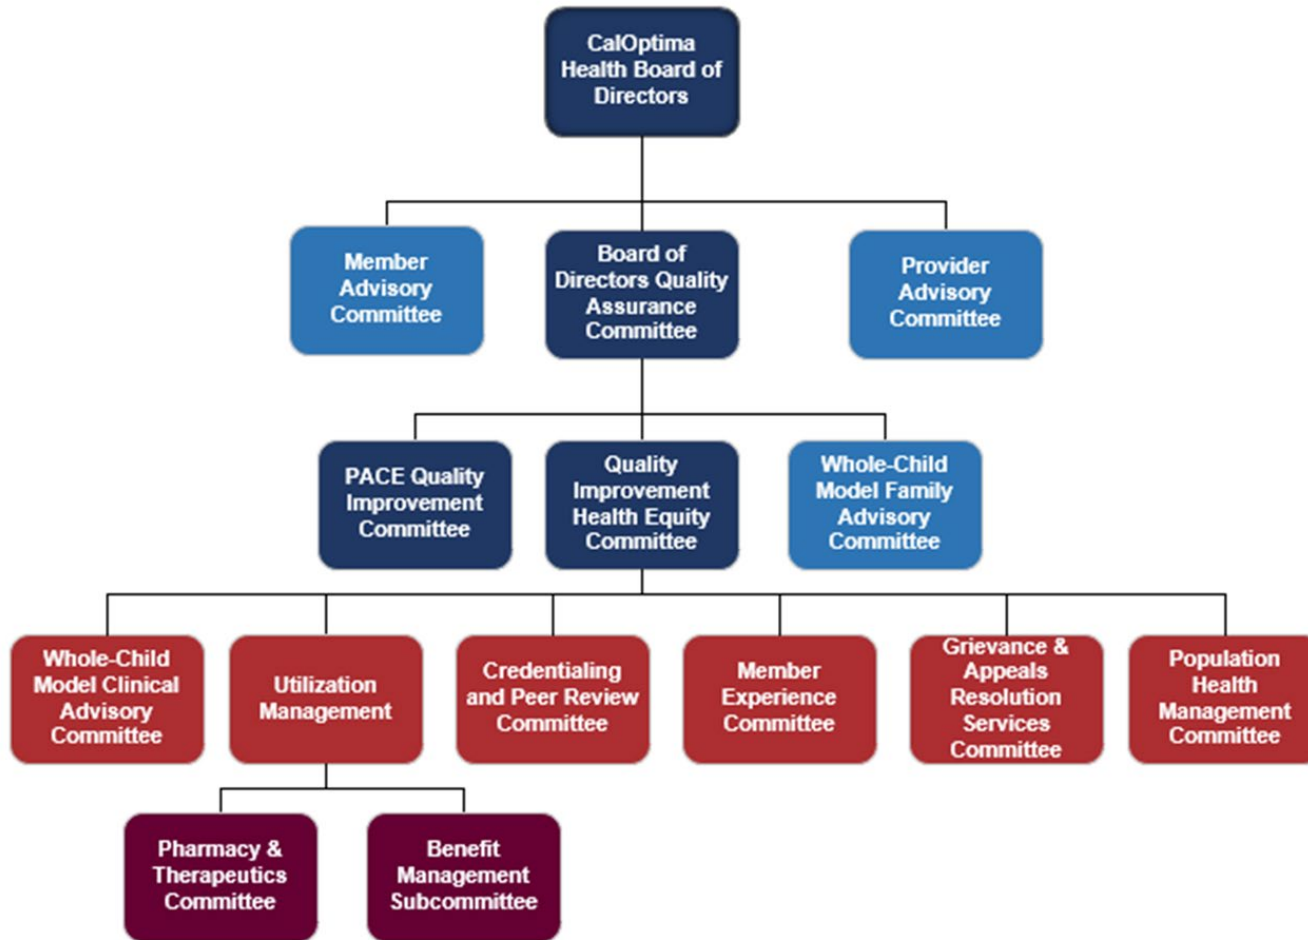 CalOptima
Health Board of
Directors
Member
Advisory
Committee
Board of
Directors Quality
Assurance
Committee
Provider
Advisory
Committee
PACE Quality
Improvement
Committee
Quality
Improvement
Health Equity
Committee
Whole-Child
Model Family
Advisory
Committee
Whole-Child
Model Clinical
Advisory
Committee
Utilization
Management
Credentialing
and Peer Review
Committee
Member
Experience
Committee
Grievance &
Appeals
Resolution
Services
Committee
Population
Health
Management
Committee
Pharmacy &
Therapeutics
Committee
Benefit
Management
Subcommittee